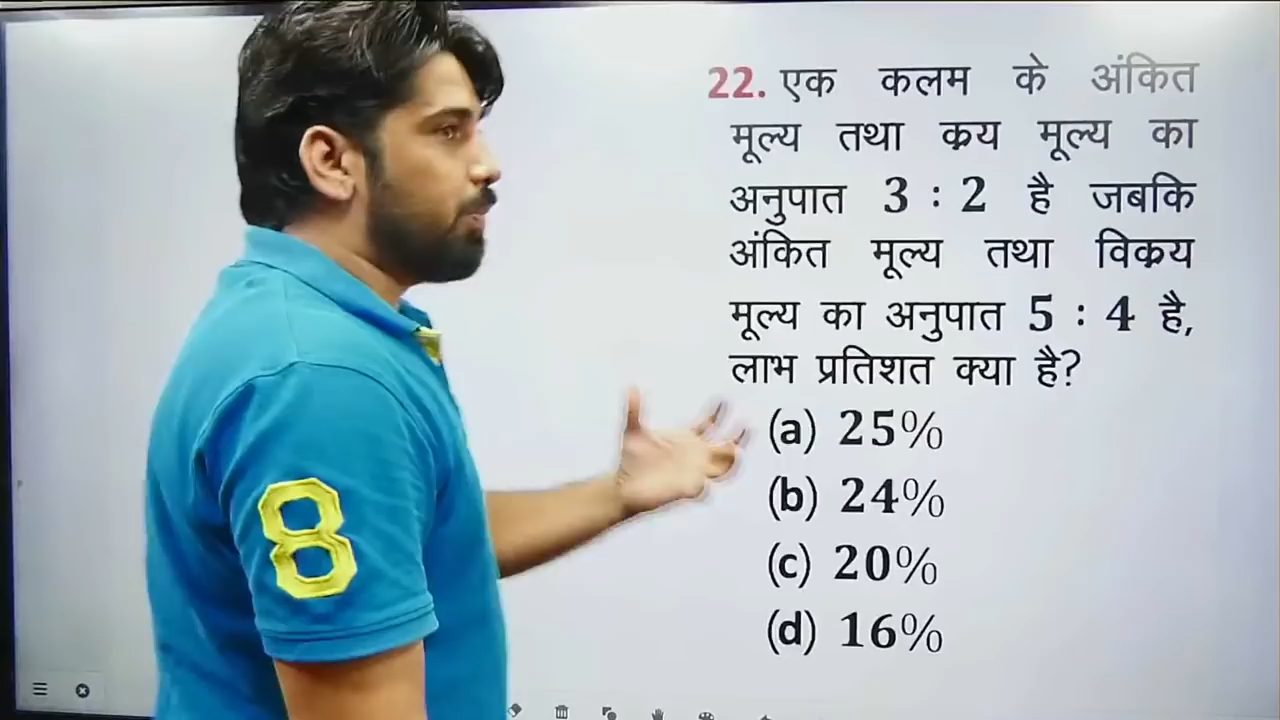 22. एक कलम के अंकित
मूल्य तथा क्रय मूल्य का
अनुपात 3 : 2 है जबकि
अंकित मूल्य तथा विक्रय
मूल्य का अनुपात 5 : 4 है,
लाभ प्रतिशत क्या है?
(a) 25%
(b) 24%
(c) 20%
(d) 16%
8